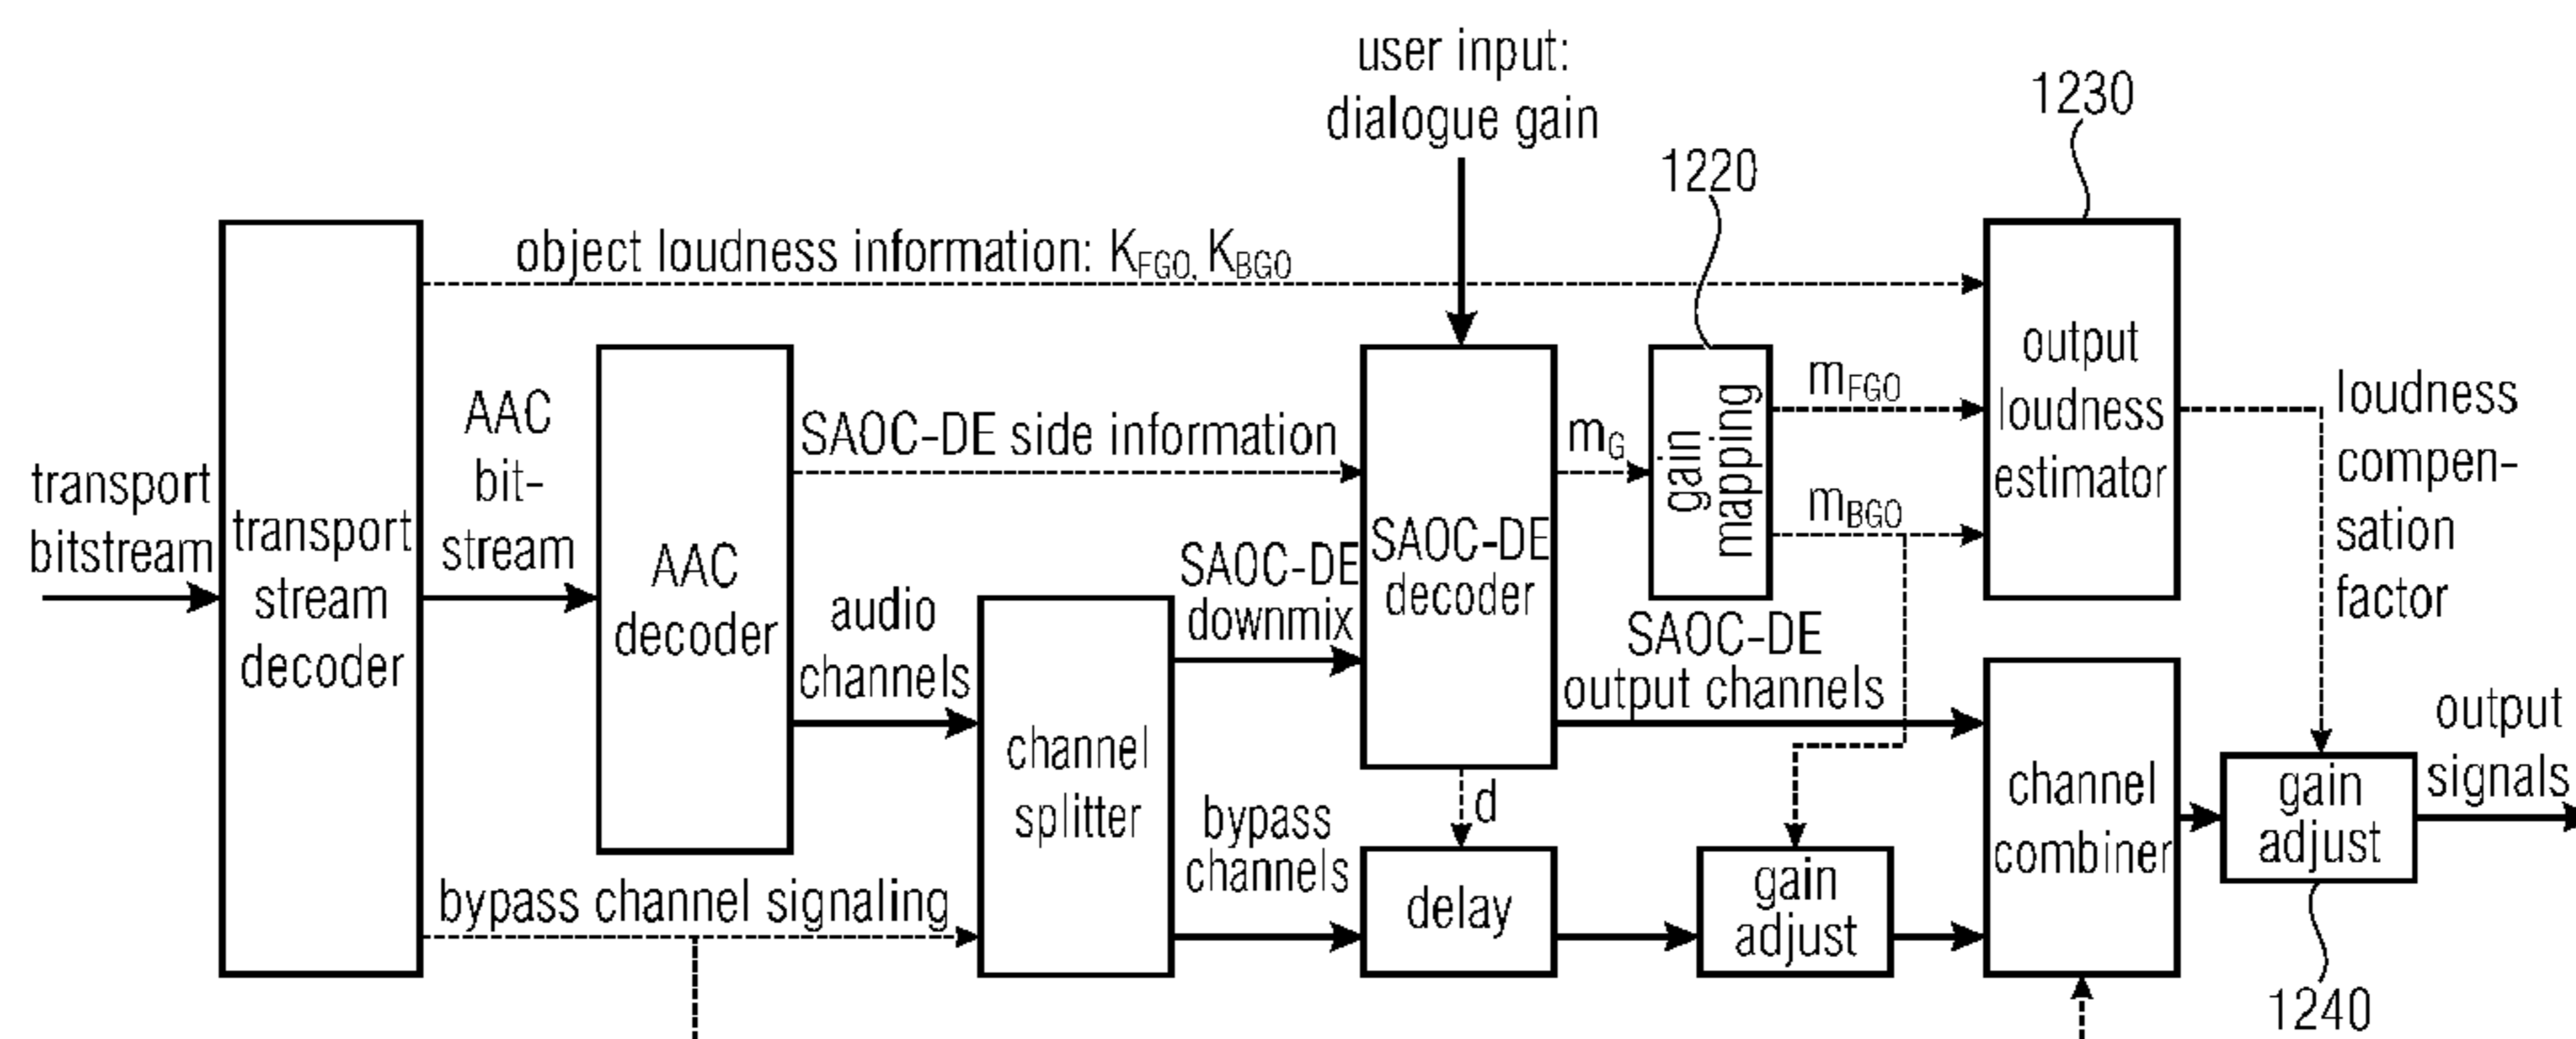 user input:
dialogue gain
1230
1220
object loudness information: KFGO, KBGO
transport
bitstream
transport
stream
decoder
AAC
bit-
stream
AAC
decoder
SAOC-DE side information
audio
channels
bypass channel signaling
channel
splitter
SAOC-DE
downmix
bypass
channels
SAOC-DE
decoder
d
delay
mG
gain
mapping
mFGO
mBGO
SAOC-DE
output channels
gain
adjust
output
loudness
estimator
channel
combiner
loudness
compen-
sation
factor
gain
adjust
output
signals
1240